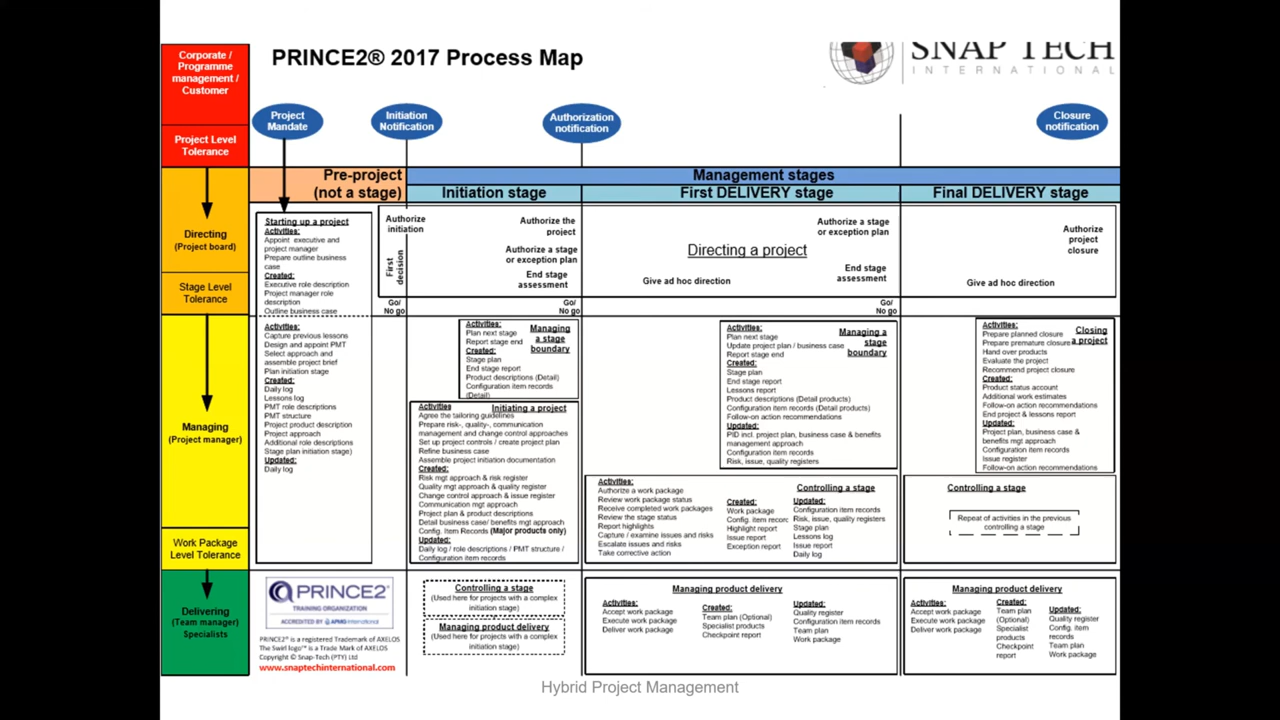 PRINCE2® 2017 Process Map
SNAP TECH
INTERNATIONAL
Corporate /
Programme
management /
Customer
Project Level
Tolerance
Directing
(Project board)
Stage Level
Tolerance
Managing
(Project manager)
Work Package
Level Tolerance
Delivering
(Team manager)
Specialists
Project
Mandate
Initiation
Notification
Authorization
notification
Closure
notification
Pre-project
(not a stage)
Management stages
Initiation stage
First DELIVERY stage
Final DELIVERY stage
Starting up a project
Activities:
Appoint executive and
project manager
Prepare outline business
case
Created:
Executive role description
Project manager role
description
Outline business case
Activities:
Capture previous lessons
Design and appoint PMT
Select approach and
assemble project brief
Plan initiation stage
Created:
Daily log
Lessons log
PMT role descriptions
PMT structure
Project product description
Project approach
Additional role descriptions
Stage plan initiation stage)
Updated:
Daily log
Authorize
initiation
First
decision
Go/
No go
Authorize the
project
Authorize a stage
or exception plan
End stage
assessment
Go/
No go
Directing a project
Give ad hoc direction
Authorize a stage
or exception plan
End stage
assessment
Go/
No go
Authorize
project
closure
Give ad hoc direction
Managing
a stage
boundary
Activities:
Plan next stage
Report stage end
Created:
Stage plan
End stage report
Product descriptions (Detail)
Configuration item records
(Detail)
Initiating a project
Activities
Agree the tailoring guidelines
Prepare risk-, quality-, communication
management and change control approaches
Set up project controls / create project plan
Refine business case
Assemble project initiation documentation
Created:
Risk mgt approach & risk register
Quality mgt approach & quality register
Change control approach & issue register
Communication mgt approach
Project plan & product descriptions
Detail business case/ benefits mgt approach
Config. Item Records (Major products only)
Updated:
Daily log / role descriptions / PMT structure /
Configuration item records
Managing a
stage
boundary
Activities:
Plan next stage
Update project plan / business case
Report stage end
Created:
Stage plan
End stage report
Lessons report
Product descriptions (Detail products)
Configuration item records (Detail products)
Follow-on action recommendations
Updated:
PID incl. project plan, business case & benefits
management approach
Configuration item records
Risk, issue, quality registers
Closing
a project
Activities:
Prepare planned closure
Prepare premature closure
Hand over products
Evaluate the project
Recommend project closure
Created:
Product status account
Additional work estimates
Follow-on action recommendations
End project & lessons report
Updated:
Project plan, business case &
benefits mgt approach
Configuration item records
Issue register
Follow-on action recommendations
Controlling a stage
Activities:
Authorize a work package
Review work package status
Receive completed work packages
Review the stage status
Report highlights
Capture / examine issues and risks
Escalate issues and risks
Take corrective action
Created:
Work package
Config. item recorc
Highlight report
Issue report
Exception report
Updated:
Configuration item records
Risk, issue, quality registers
Stage plan
Lessons log
Issue report
Daily log
Controlling a stage
Repeat of activities in the previous
controlling a stage
PRINCE2®
TRAINING ORGANIZATION
ACCREDITED BY APMG-International
PRINCE2® is a registered Trademark of AXELOS
The Swirl logo™ is a Trade Mark of AXELOS
Copyright © Snap-Tech (PTY) Ltd
www.snaptechinternational.com
Controlling a stage
(Used here for projects with a complex
initiation stage)
Managing product delivery
(Used here for projects with a complex
initiation stage)
Managing product delivery
Activities:
Accept work package
Execute work package
Deliver work package
Created:
Team plan (Optional)
Specialist products
Checkpoint report
Updated:
Quality register
Configuration item records
Team plan
Work package
Managing product delivery
Activities:
Accept work package
Execute work package
Deliver work package
Created:
Team plan
(Optional)
Specialist
products
Checkpoint
report
Updated:
Quality register
Config. item
records
Team plan
Work package
Hybrid Project Management